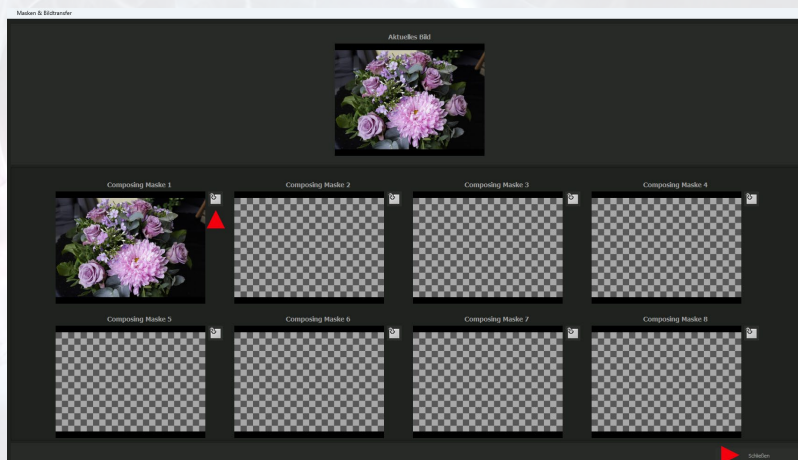 Masken & Bildtransfer
Aktuelles Bild
Composing Maske 1
Composing Maske 2
Composing Maske 3
Composing Maske 4
Composing Maske 5
Composing Maske 6
Composing Maske 7
Composing Maske 8
Schließen